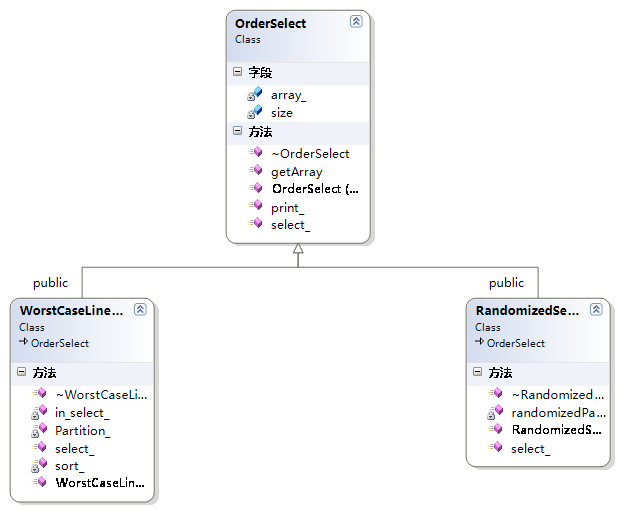 OrderSelect
Class
字段
array_
size
方法
~OrderSelect
getArray
OrderSelect (...
print_
select_
public
public
WorstCaseLine...
Class
OrderSelect
方法
~WorstCaseLi...
in_select_
Partition_
select_
sort_
WorstCaseLin...
RandomizedSe...
Class
OrderSelect
方法
~Randomized...
randomizedPa...
RandomizedS...
select_